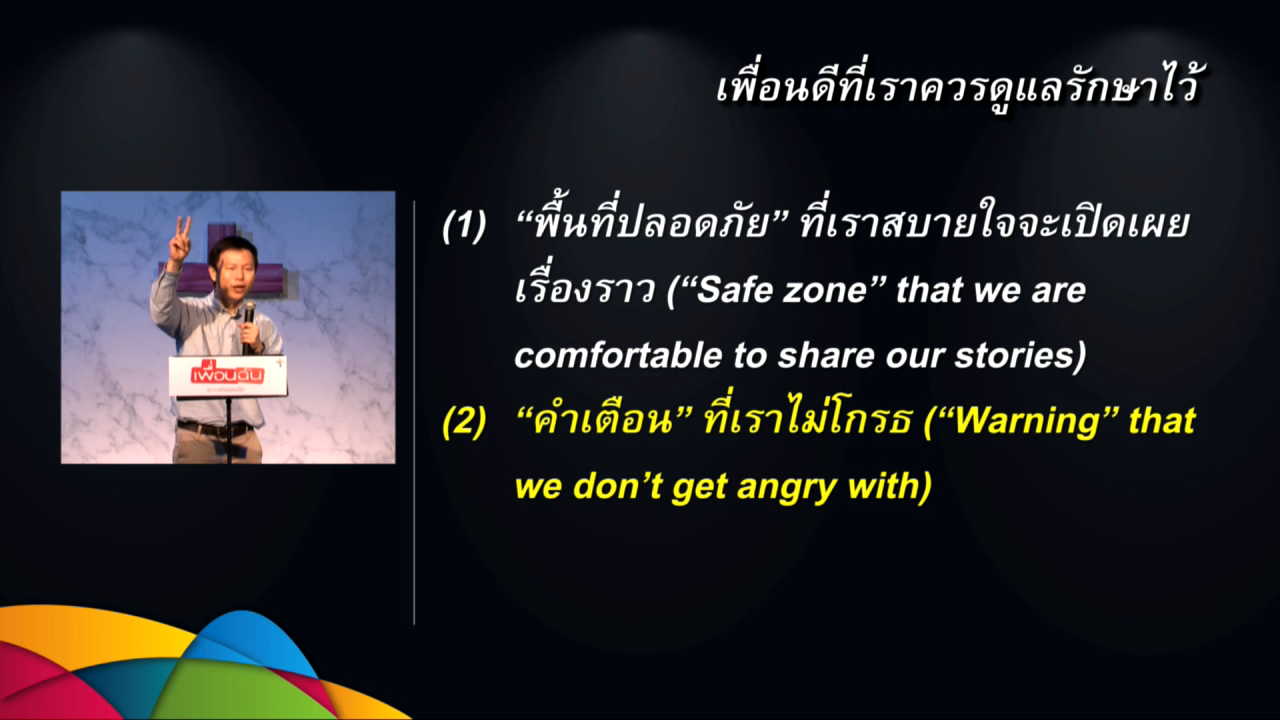 เพื่อนดีที่เราควรดูแลรักษาไว้
(1) “พื้นที่ปลอดภัย” ที่เราสบายใจจะเปิดเผย
เรื่องราว (“Safe zone” that we are
comfortable to share our stories)
(2) “คำเตือน” ที่เราไม่โกรธ (“Warning” that
we don’t get angry with)
เพื่อนฉัน